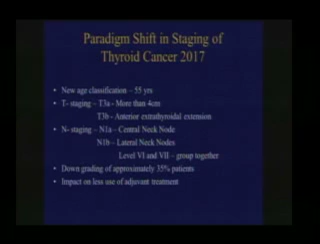 Paradigm Shift in Staging of
Thyroid Cancer 2017
• New age classification – 55 yrs
• T- staging – T3a - More than 4cm
T3b - Anterior extrathyroidal extension
• N- staging – N1a – Central Neck Node
N1b – Lateral Neck Nodes
Level VI and VII – group together
• Down grading of approximately 35% patients
• Impact on less use of adjuvant treatment